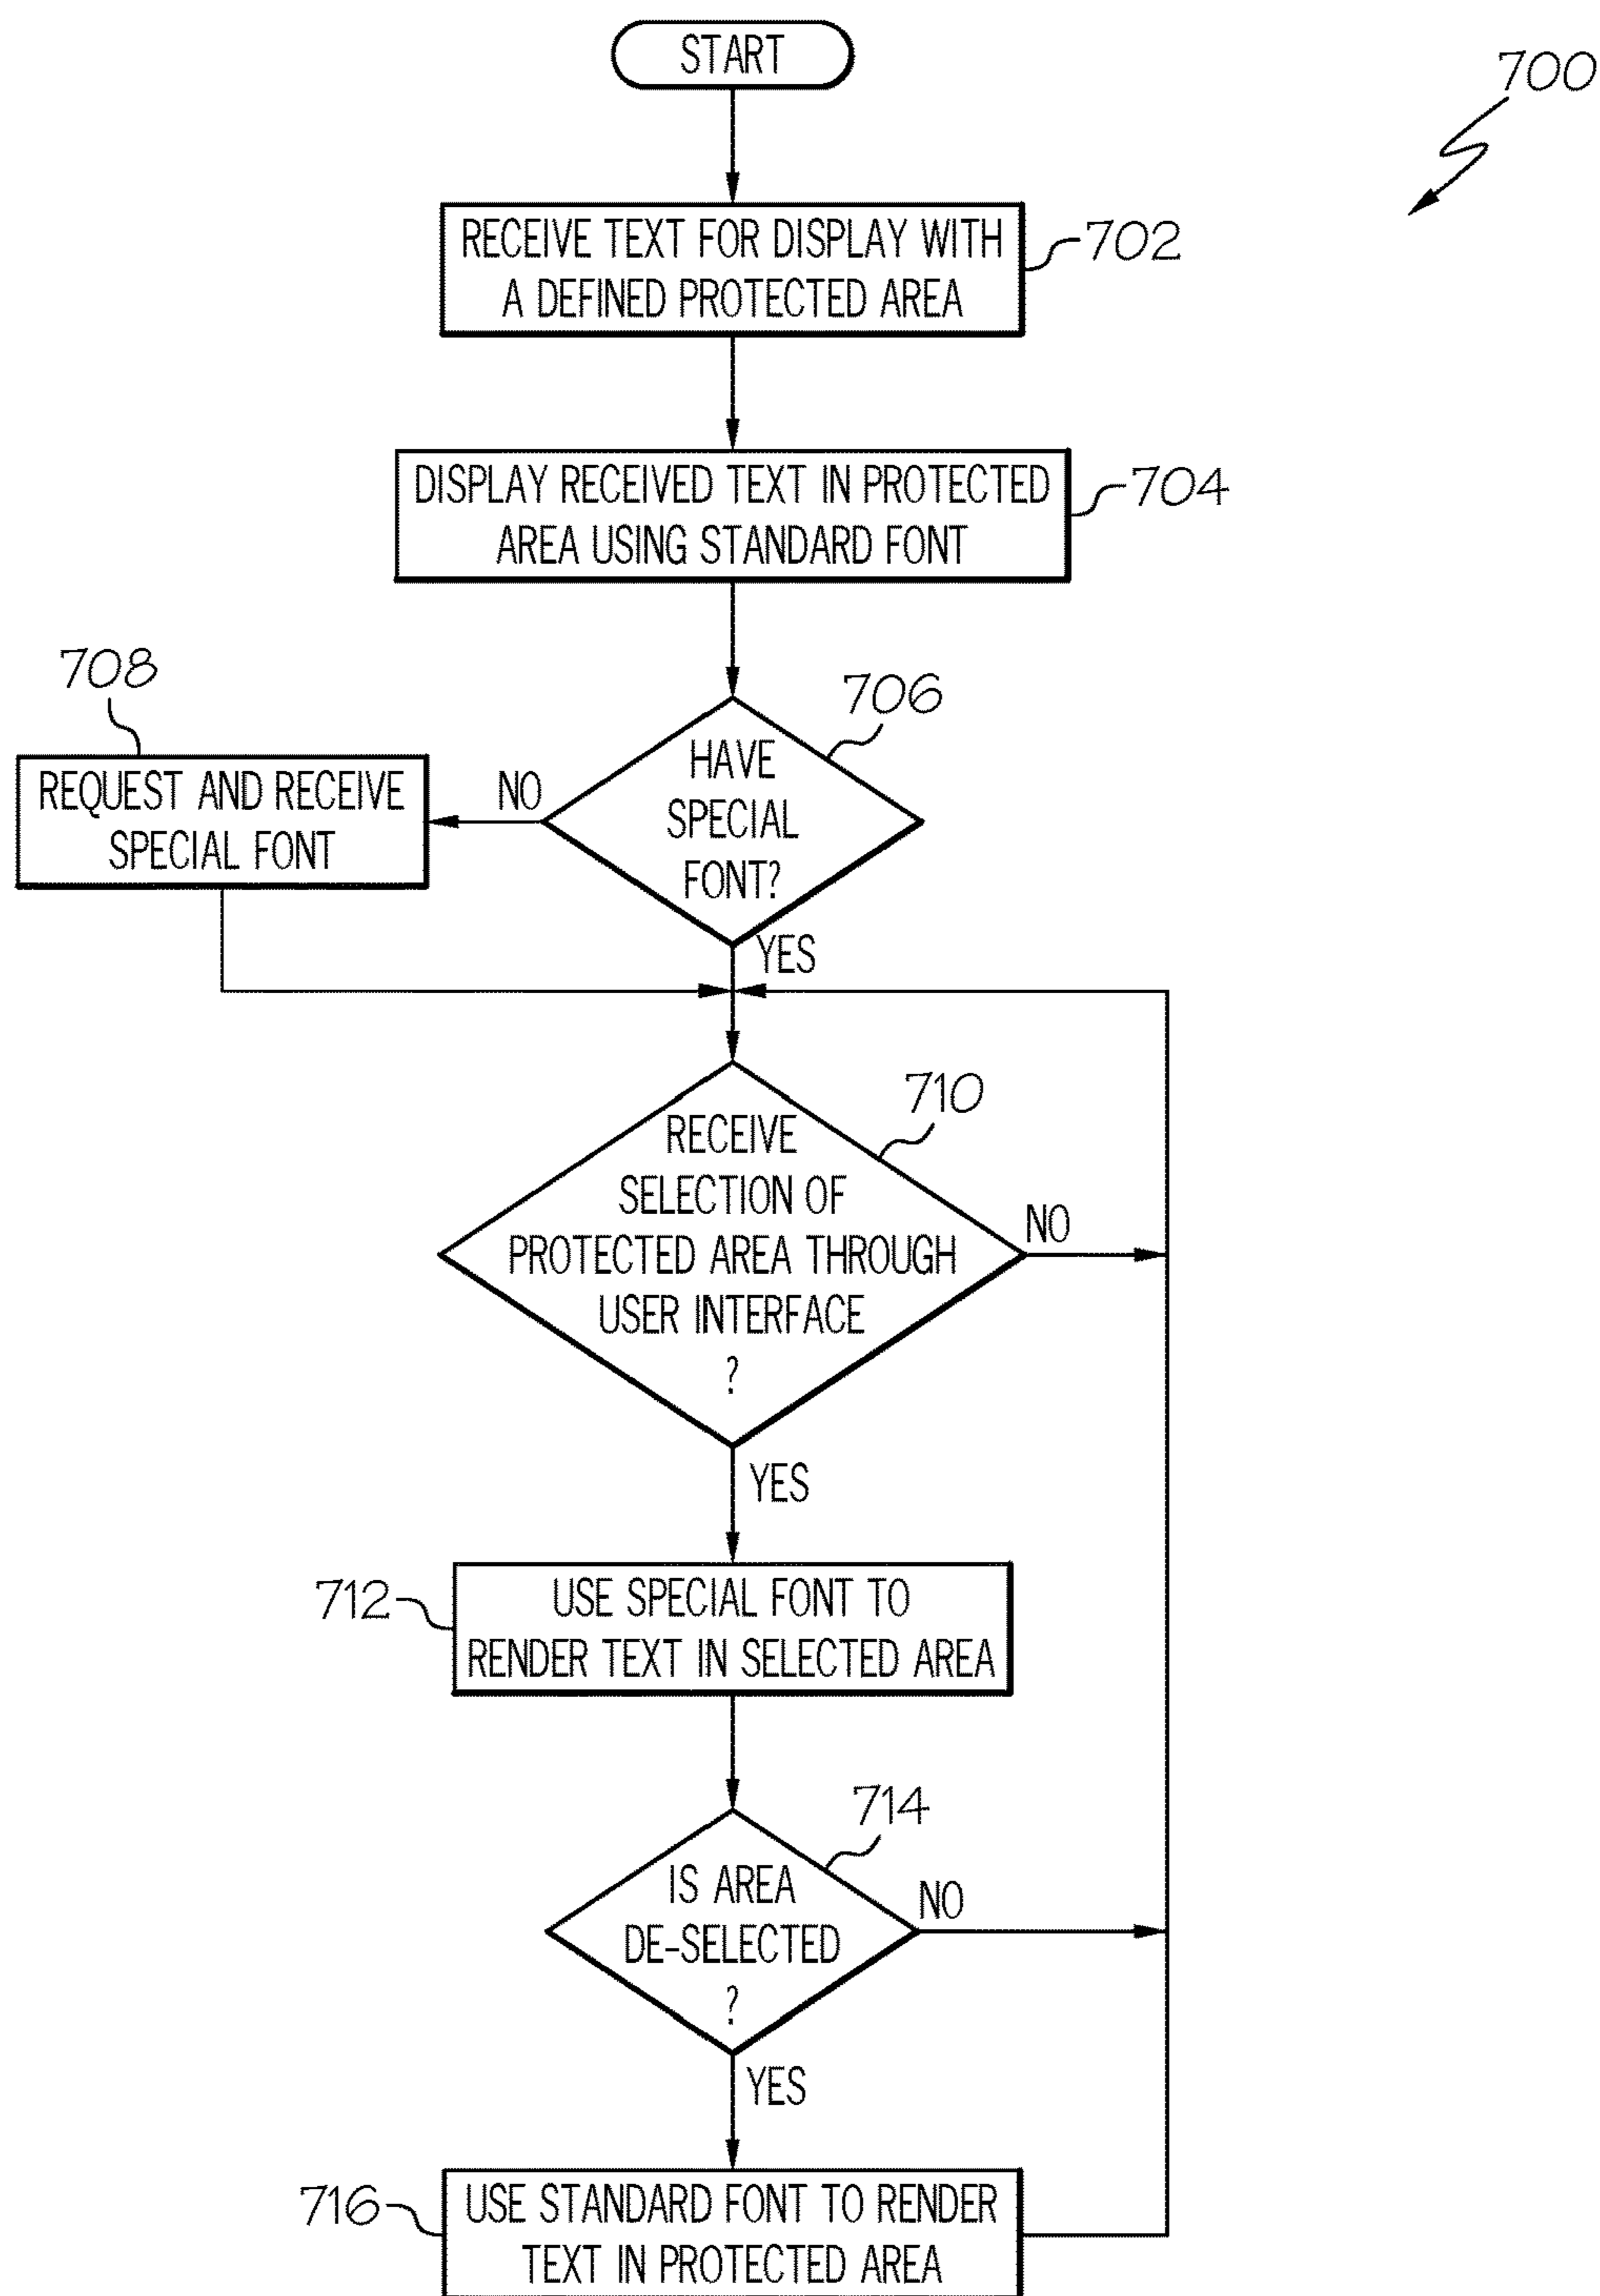 START
700
RECEIVE TEXT FOR DISPLAY WITH
A DEFINED PROTECTED AREA
702
DISPLAY RECEIVED TEXT IN PROTECTED
AREA USING STANDARD FONT
704
708
706
REQUEST AND RECEIVE
SPECIAL FONT
NO
HAVE
SPECIAL
FONT?
YES
710
RECEIVE
SELECTION OF
PROTECTED AREA THROUGH
USER INTERFACE
?
NO
YES
712
USE SPECIAL FONT TO
RENDER TEXT IN SELECTED AREA
714
IS AREA
DE-SELECTED
?
NO
YES
716
USE STANDARD FONT TO RENDER
TEXT IN PROTECTED AREA